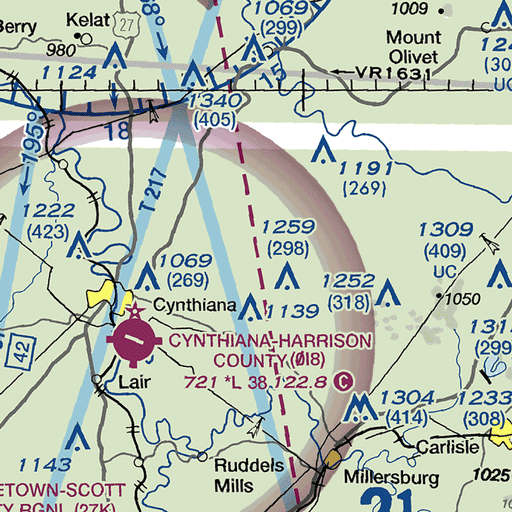 1069
(299)
1009
Kelat
27
Berry
980
Mount
Olivet
1124
15
VR1631
1340
(405)
18
195°
T 217
1191
(269)
1222
(423)
1259
(298)
1309
(409)
UC
1069
(269)
1252
(318)
1050
Cynthiana
1139
CYNTHIANA-HARRISON
COUNTY (Ø18)
721 *L 38 122.8 C
42
Lair
1304
(414)
1233
(308)
1143
Carlisle
Ruddels
Mills
Millersburg
1025
21